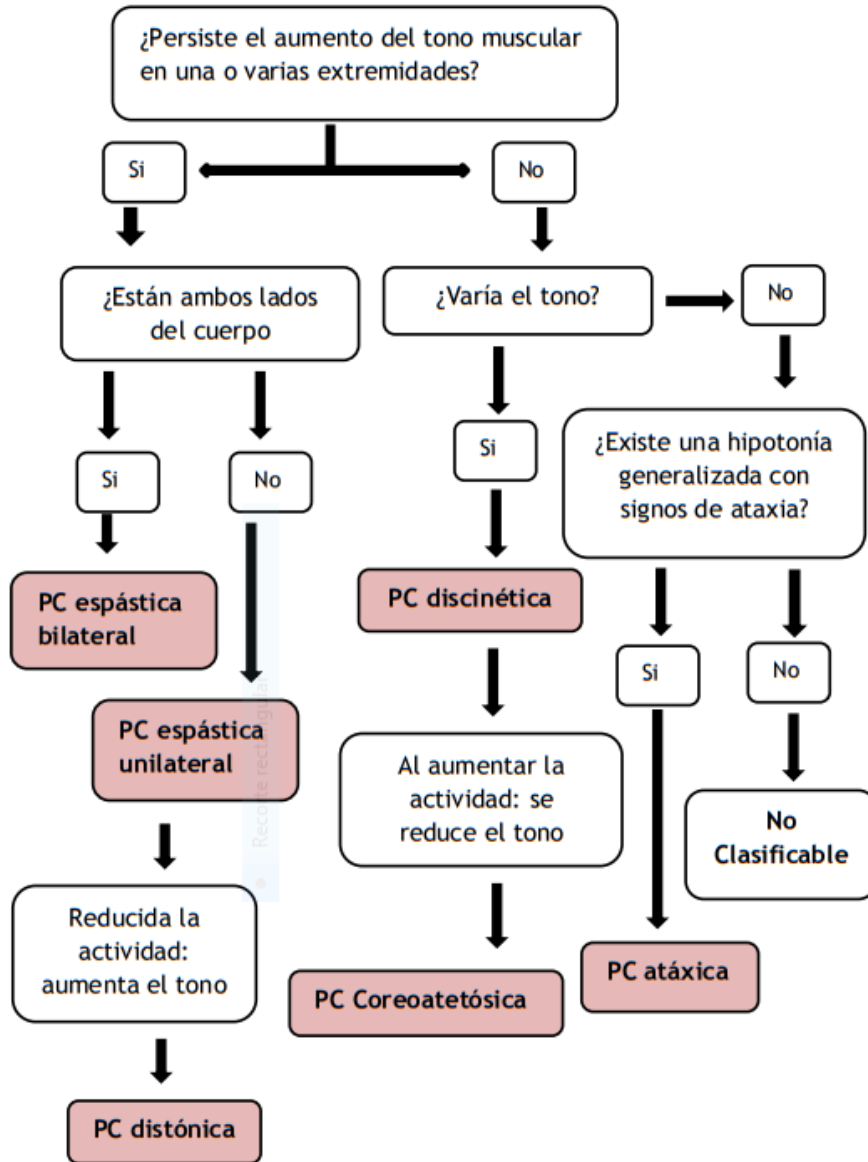 ¿Persiste el aumento del tono muscular
en una o varias extremidades?
Si
No
¿Están ambos lados
del cuerpo
¿Varía el tono?
No
Si
No
Si
¿Existe una hipotonía
generalizada con
signos de ataxia?
PC espástica
bilateral
PC discinética
Si
No
PC espástica
unilateral
Al aumentar la
actividad: se
reduce el tono
No
Clasificable
Recorte rectangular
Reducida la
actividad:
aumenta el tono
PC Coreoatetósica
PC atáxica
PC distónica